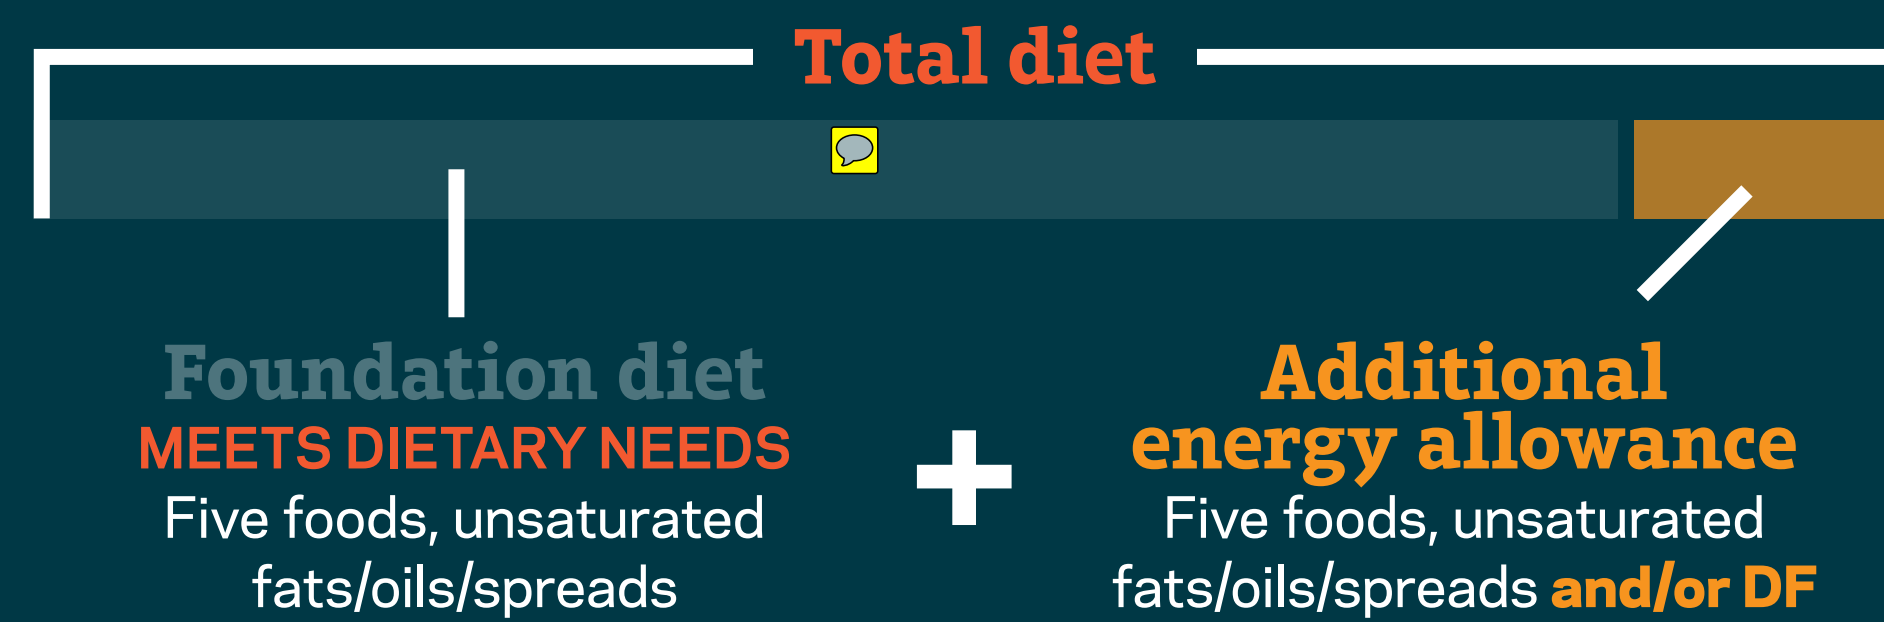 Total diet
Foundation diet
MEETS DIETARY NEEDS
Five foods, unsaturated
fats/oils/spreads
+
Additional
energy allowance
Five foods, unsaturated
fats/oils/spreads and/or DF